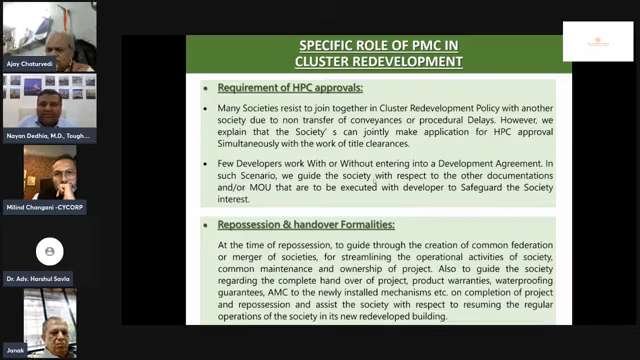 SPECIFIC ROLE OF PMC IN
CLUSTER REDEVELOPMENT
Requirement of HPC approvals:
Many Societies resist to join together in Cluster Redevelopment Policy with another
society due to non transfer of conveyances or procedural Delays. However, we
explain that the Society' s can jointly make application for HPC approval
Simultaneously with the work of title clearances.
Few Developers work With or Without entering into a Development Agreement. In
such Scenario, we guide the society with respect to the other documentations
and/or MOU that are to be executed with developer to Safeguard the Society
interest.
Repossession & handover Formalities:
At the time of repossession, to guide through the creation of common federation
or merger of societies, for streamlining the operational activities of society,
common maintenance and ownership of project. Also to guide the society
regarding the complete hand over of project, product warranties, waterproofing
guarantees, AMC to the newly installed mechanisms etc. on completion of project
and repossession and assist the society with respect to resuming the regular
operations of the society in its new redeveloped building.
Ajay Chaturvedi
Nayan Dedhia, M.D., Tough...
Milind Changani -CYCORP
Dr. Adv. Harshul Savla
Janak